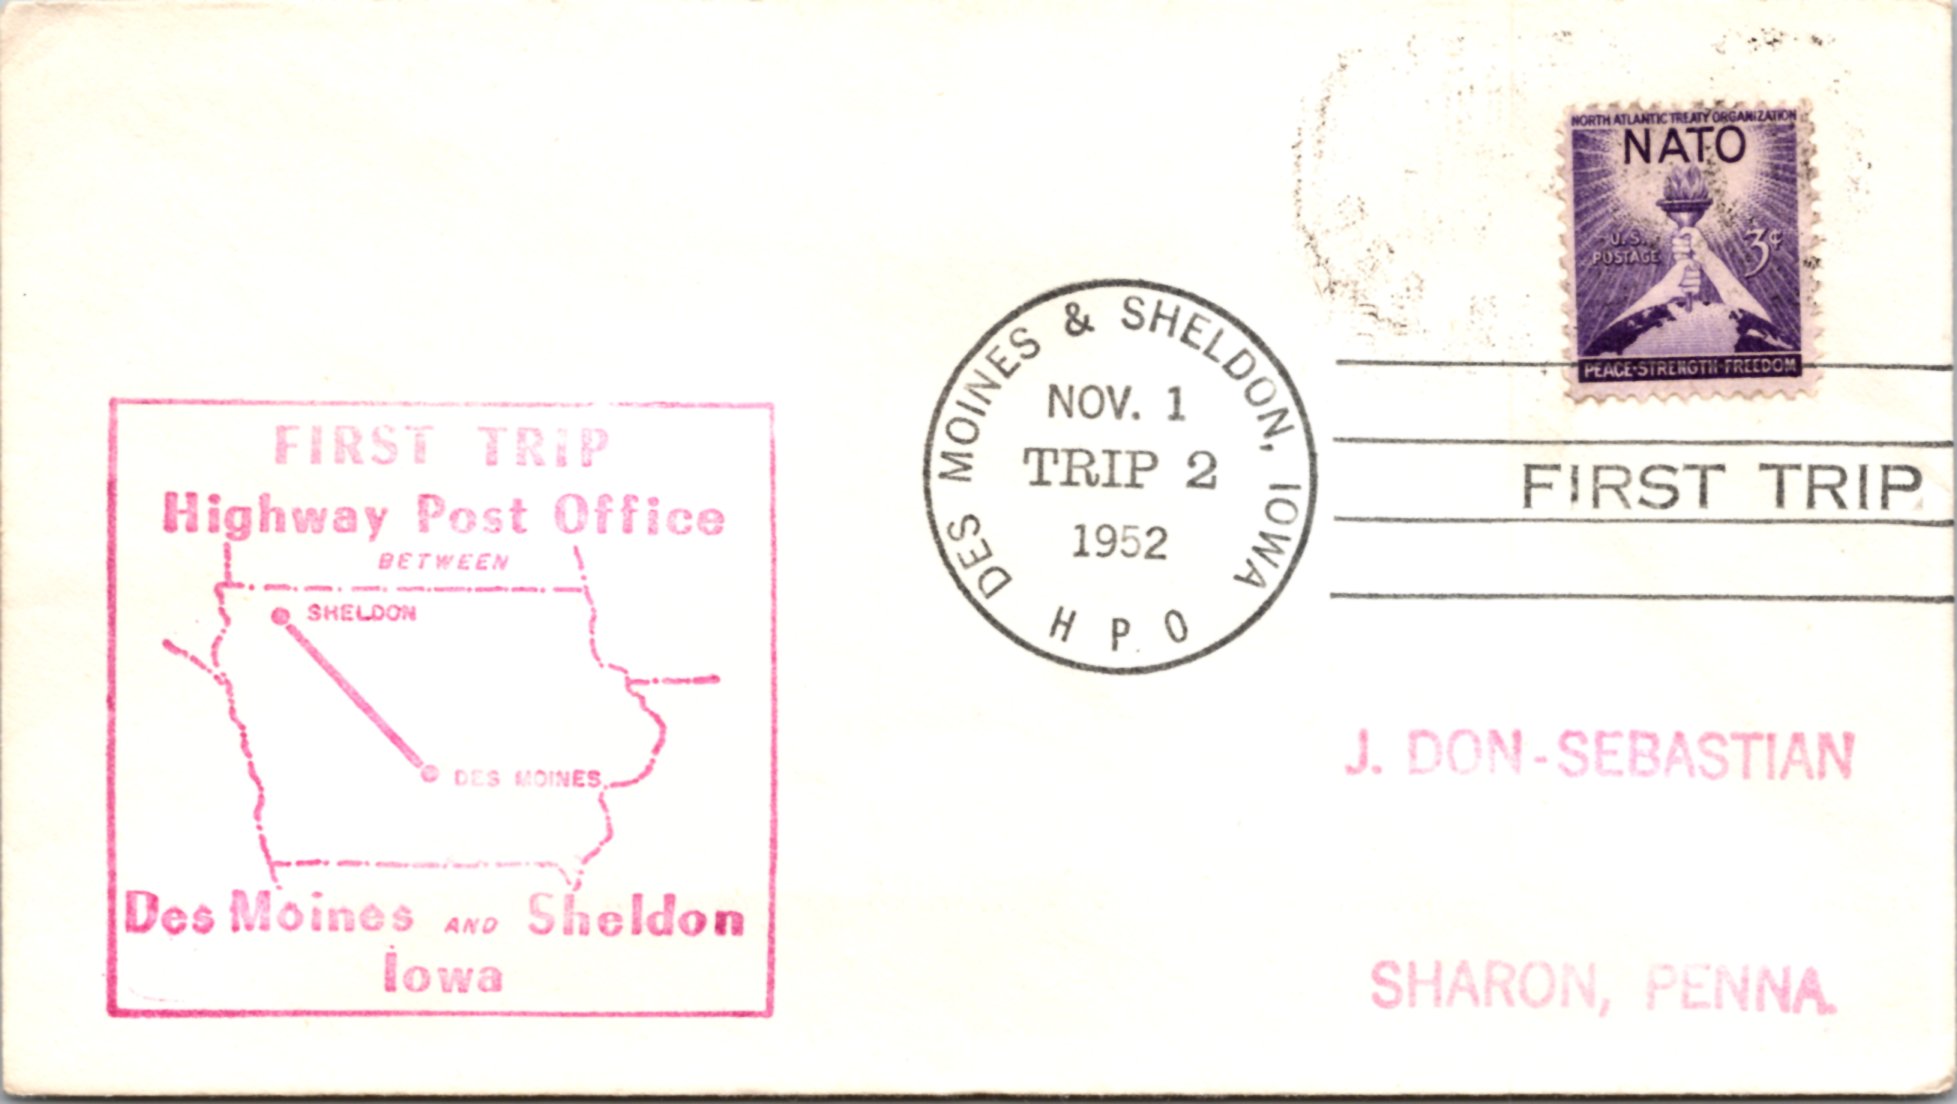 FIRST TRIP
Highway Post Office
BETWEEN
SHELDON
DES MOINES
Des Moines AND Sheldon
Iowa
DES MOINES & SHELDON, IOWA
NOV. 1
TRIP 2
1952
H P O
NORTH ATLANTIC TREATY ORGANIZATION
NATO
U.S. POSTAGE
3¢
PEACE·STRENGTH·FREEDOM
FIRST TRIP
J. DON-SEBASTIAN
SHARON, PENNA.